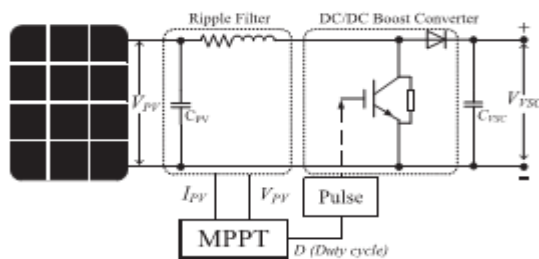 Ripple Filter
DC/DC Boost Converter
+
V_PV
C_PV
C_VSC
V_VSC
-
I_PV
V_PV
Pulse
MPPT
D (Duty cycle)